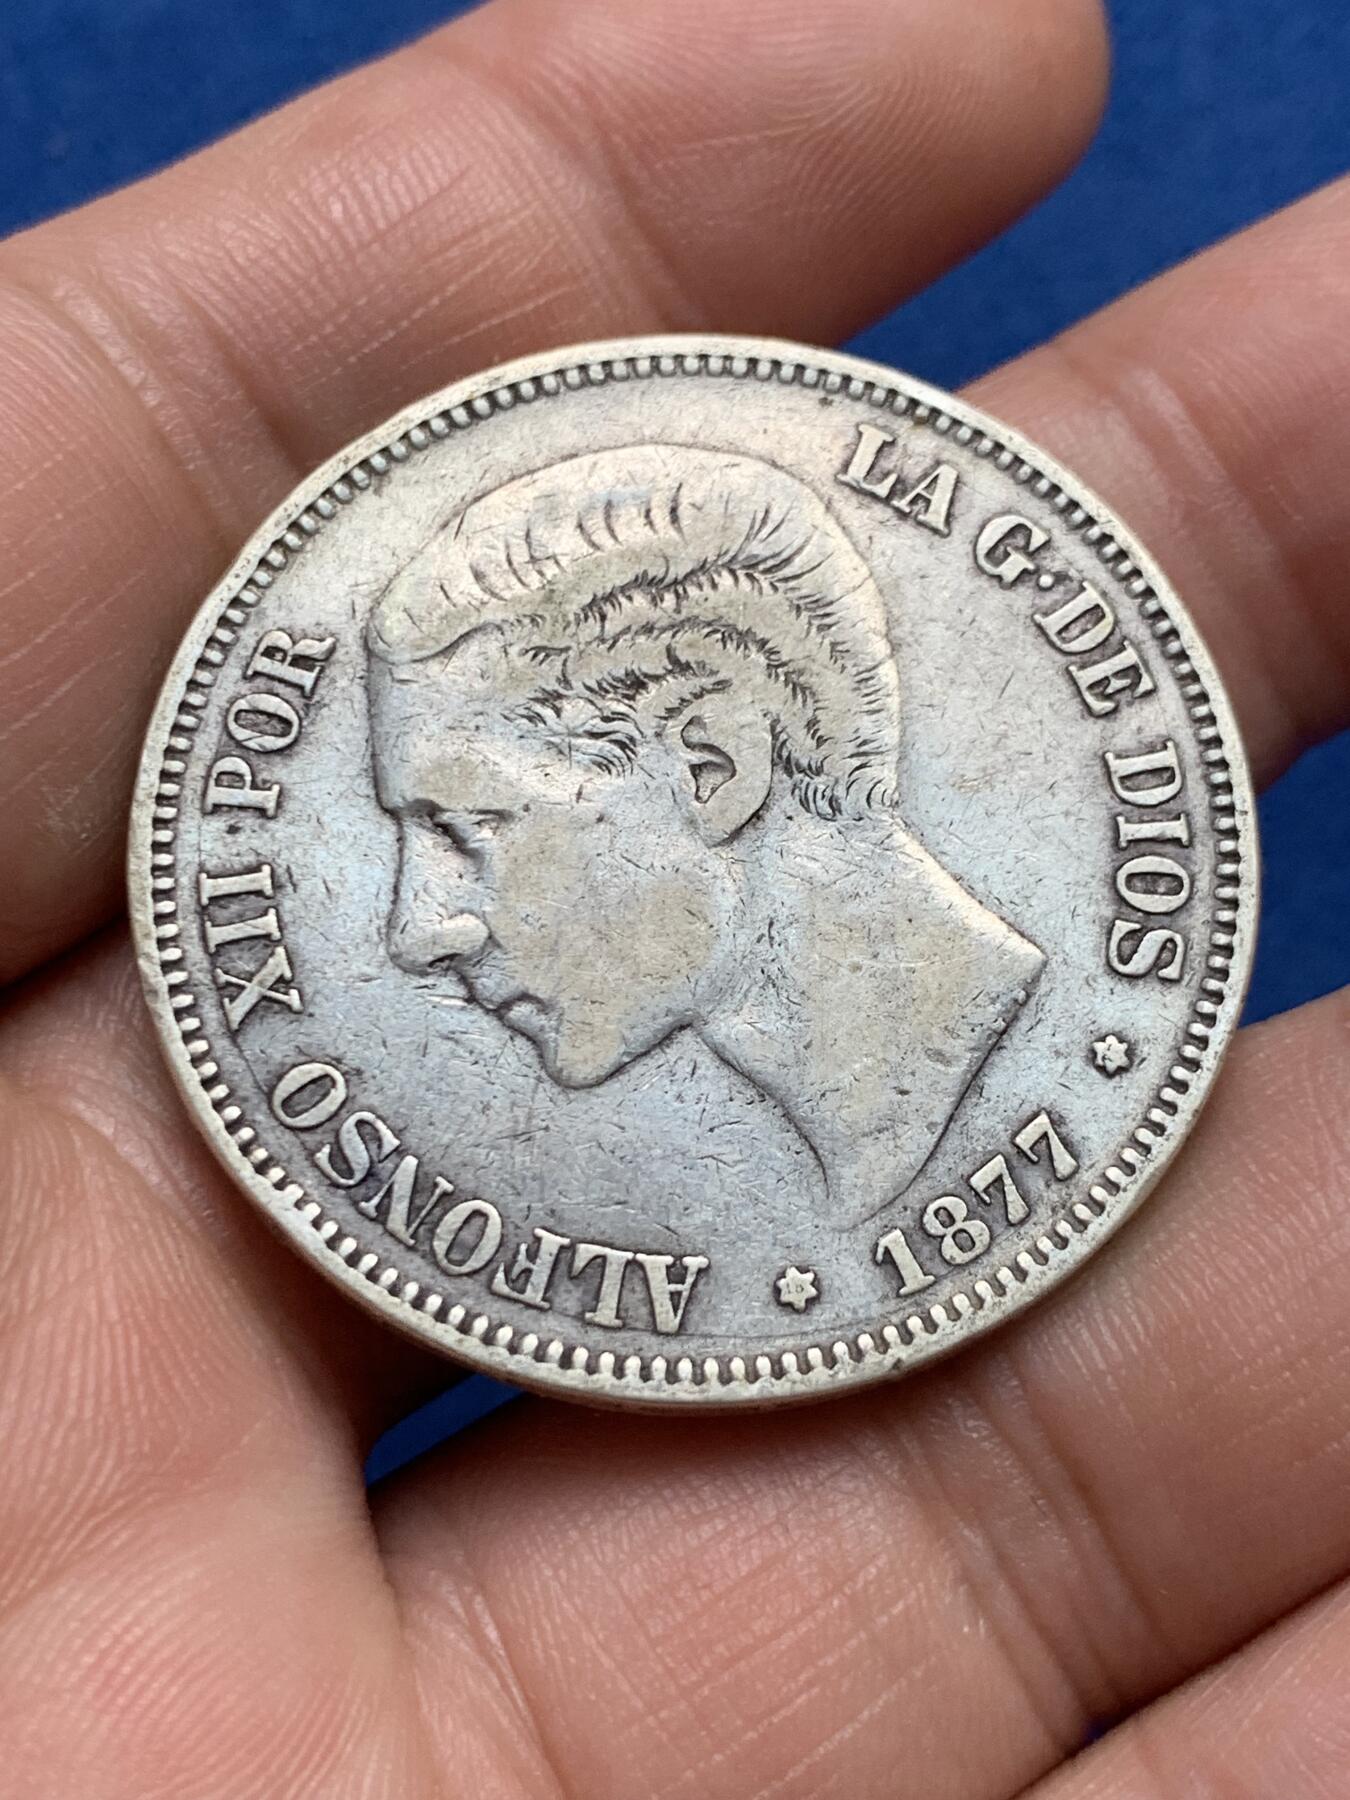 ALFONSO XII POR
LA G· DE DIOS
* 1877 *